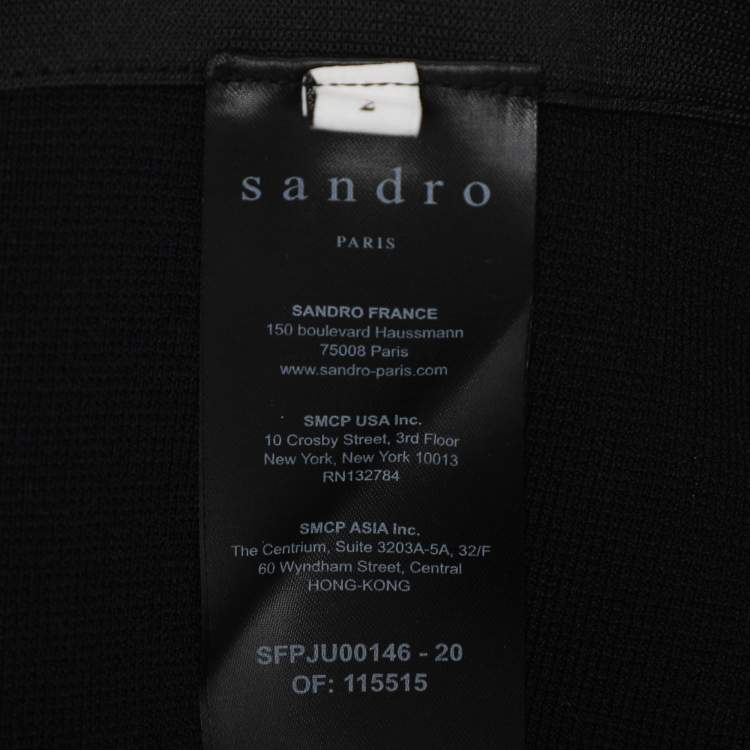 2
sandro
PARIS
SANDRO FRANCE
150 boulevard Haussmann
75008 Paris
www.sandro-paris.com
SMCP USA Inc.
10 Crosby Street, 3rd Floor
New York, New York 10013
RN132784
SMCP ASIA Inc.
The Centrium, Suite 3203A-5A, 32/F
60 Wyndham Street, Central
HONG-KONG
SFPJU00146 - 20
OF: 115515